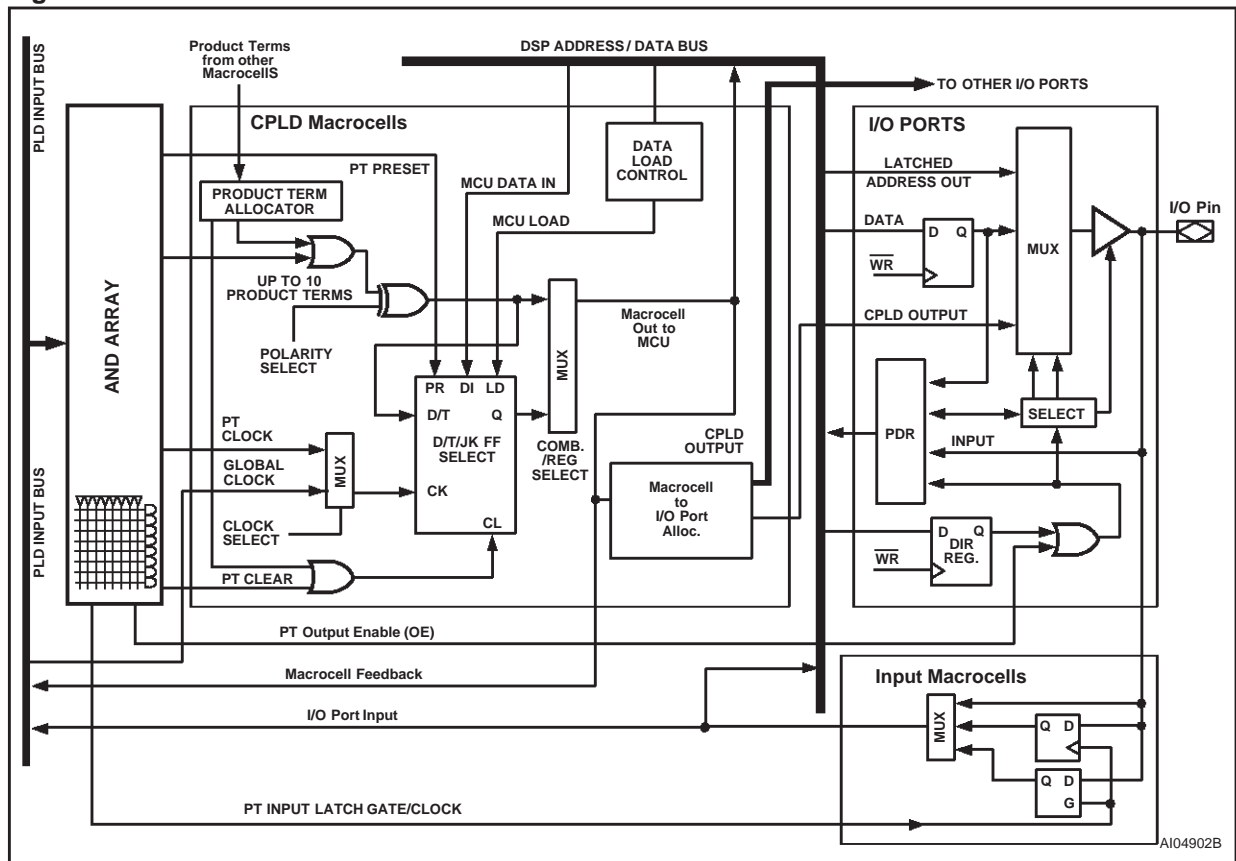 Product Terms
from other
MacrocellS
DSP ADDRESS / DATA BUS
TO OTHER I/O PORTS
PLD INPUT BUS
CPLD Macrocells
I/O PORTS
PT PRESET
DATA
LOAD
CONTROL
LATCHED
ADDRESS OUT
MCU DATA IN
PRODUCT TERM
ALLOCATOR
MCU LOAD
DATA
D Q
WR
MUX
I/O Pin
AND ARRAY
UP TO 10
PRODUCT TERMS
POLARITY
SELECT
MUX
Macrocell
Out to
MCU
CPLD OUTPUT
PR DI LD
D/T Q
D/T/JK FF
SELECT
CK
CL
COMB.
/REG
SELECT
CPLD
OUTPUT
PDR
SELECT
INPUT
PT
CLOCK
GLOBAL
CLOCK
MUX
CLOCK
SELECT
Macrocell
to
I/O Port
Alloc.
PLD INPUT BUS
D Q
DIR
REG.
WR
PT CLEAR
PT Output Enable (OE)
Macrocell Feedback
Input Macrocells
I/O Port Input
MUX
Q D
Q D
G
PT INPUT LATCH GATE/CLOCK
AI04902B